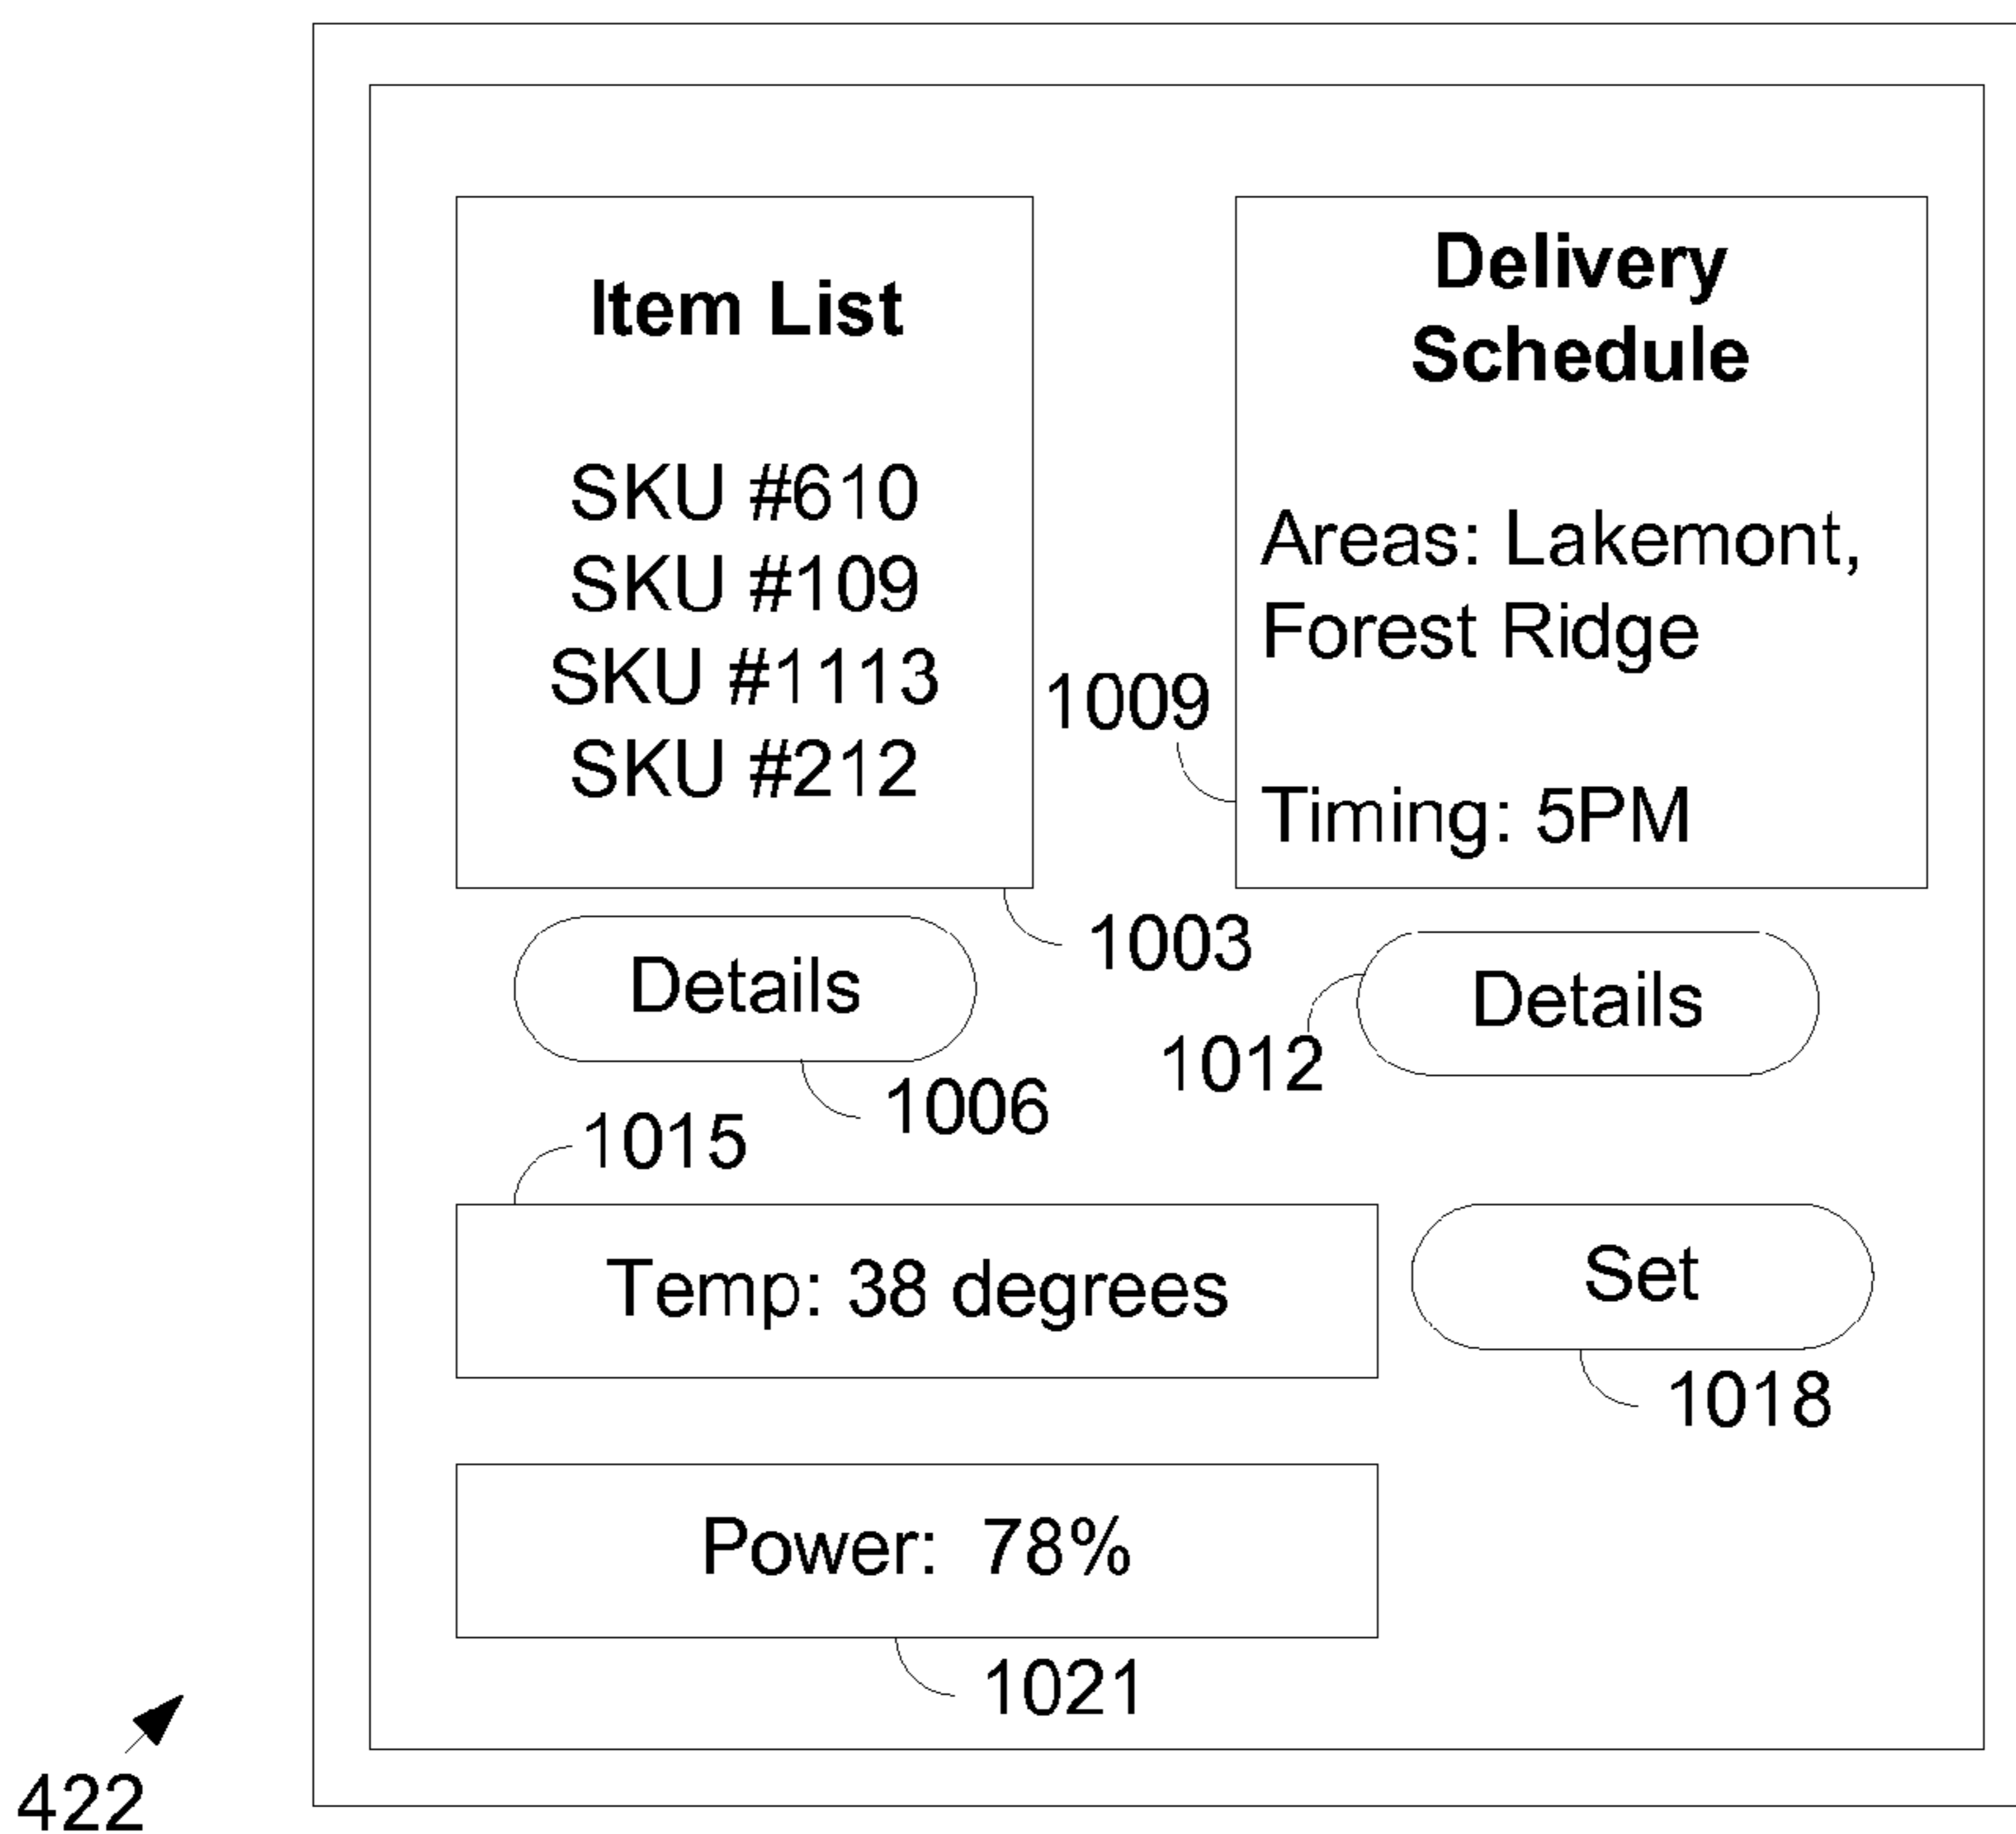 Item List
SKU #610
SKU #109
SKU #1113
SKU #212
Delivery
Schedule
Areas: Lakemont,
Forest Ridge
Timing: 5PM
1009
1003
Details
1006
Details
1012
1015
Temp: 38 degrees
Set
1018
Power: 78%
1021
422